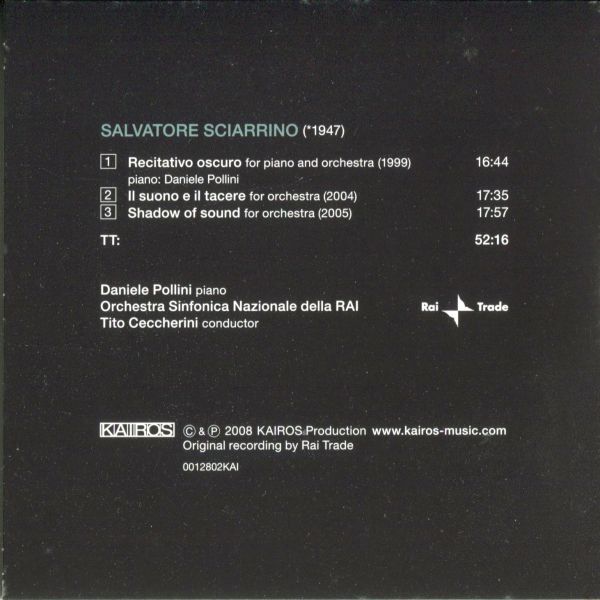 SALVATORE SCIARRINO (*1947)
1 Recitativo oscuro for piano and orchestra (1999) 16:44
piano: Daniele Pollini
2 Il suono e il tacere for orchestra (2004) 17:35
3 Shadow of sound for orchestra (2005) 17:57
TT: 52:16
Daniele Pollini piano
Orchestra Sinfonica Nazionale della RAI
Tito Ceccherini conductor
Rai Trade
KAIROS © & ℗ 2008 KAIROS Production www.kairos-music.com
Original recording by Rai Trade
0012802KAI